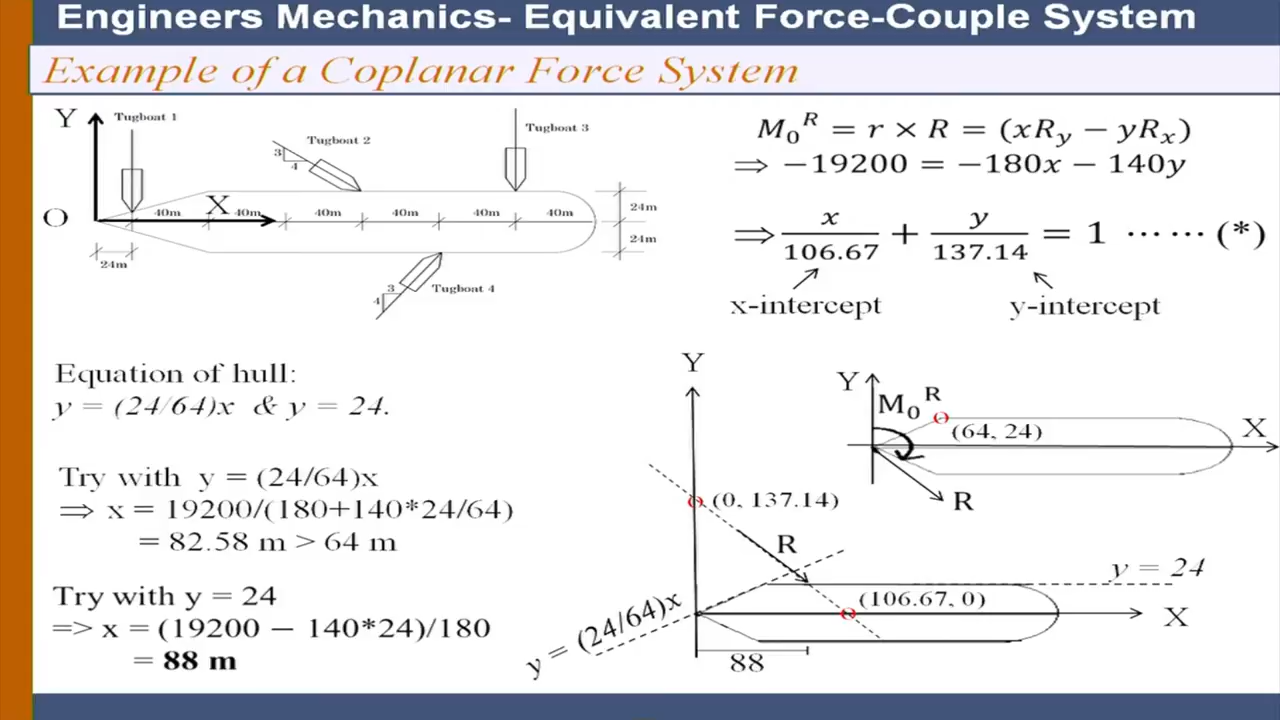 Engineers Mechanics- Equivalent Force-Couple System
Example of a Coplanar Force System
Y
Tugboat 1
Tugboat 2
Tugboat 3
3
4
O
X
40m
40m
40m
40m
40m
40m
24m
24m
24m
3
4
Tugboat 4
M₀ᴿ = r × R = (xR_y − yR_x)
⟹ −19200 = −180x − 140y
⟹ x/106.67 + y/137.14 = 1 ⋯⋯ (*)
x-intercept
y-intercept
Equation of hull:
y = (24/64)x & y = 24.
Try with y = (24/64)x
⟹ x = 19200/(180+140*24/64)
= 82.58 m > 64 m
Try with y = 24
=> x = (19200 − 140*24)/180
= 88 m
Y
M₀ᴿ
(64, 24)
X
R
Y
(0, 137.14)
R
y = 24
(106.67, 0)
X
y = (24/64)x
88